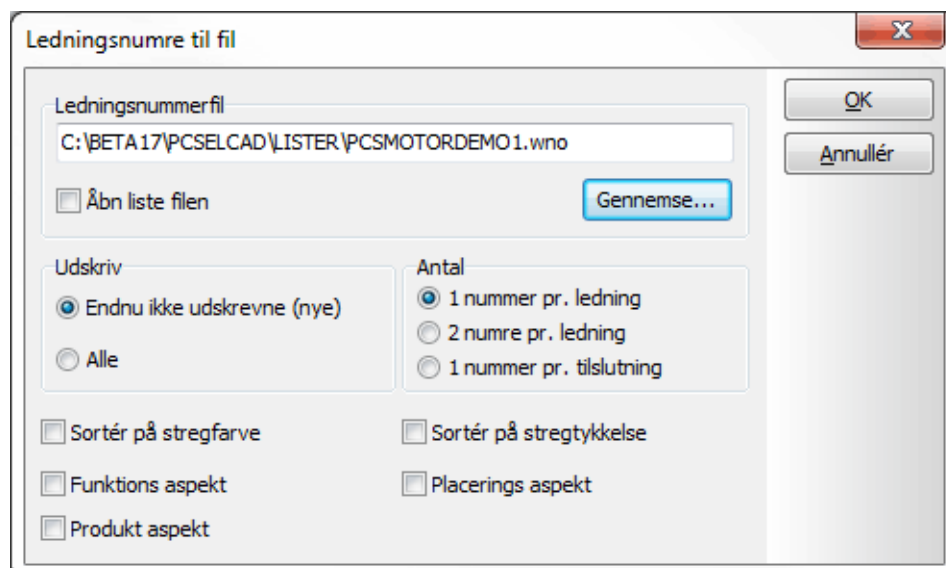 Ledningsnumre til fil
Ledningsnummerfil
C:\BETA17\PCSELCAD\LISTER\PCSMOTORDEMO1.wno
Åbn liste filen
Gennemse...
OK
Annullér
Udskriv
Endnu ikke udskrevne (nye)
Alle
Antal
1 nummer pr. ledning
2 numre pr. ledning
1 nummer pr. tilslutning
Sortér på stregfarve
Sortér på stregtykkelse
Funktions aspekt
Placerings aspekt
Produkt aspekt